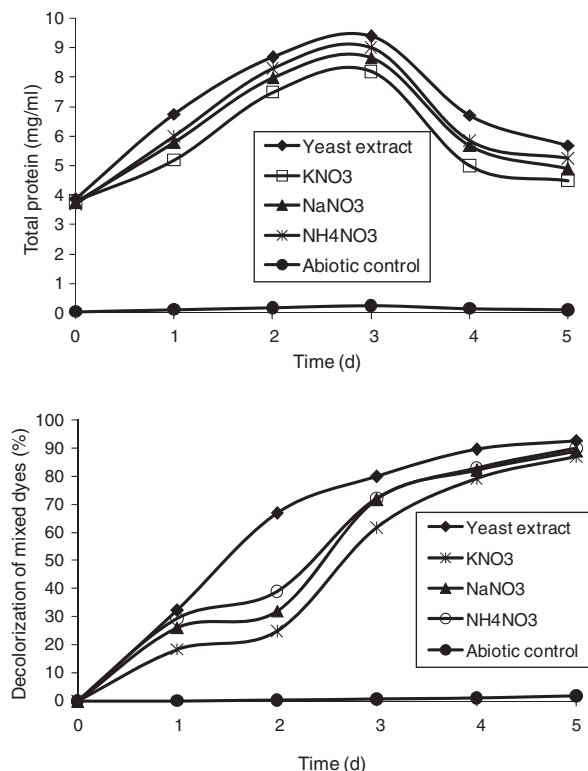 Total protein (mg/ml)
10
9
8
7
6
5
4
3
2
1
0
Yeast extract
KNO3
NaNO3
NH4NO3
Abiotic control
0 1 2 3 4 5
Time (d)
Decolorization of mixed dyes (%)
100
90
80
70
60
50
40
30
20
10
0
Yeast extract
KNO3
NaNO3
NH4NO3
Abiotic control
0 1 2 3 4 5
Time (d)